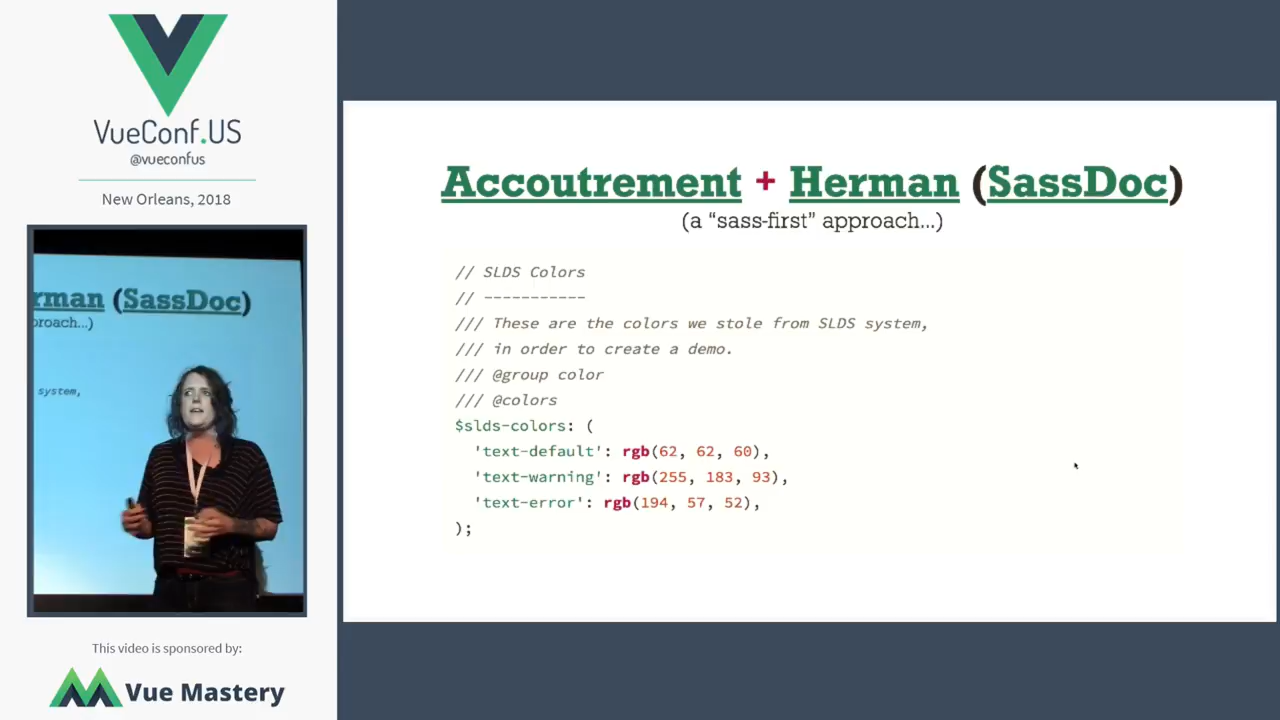 VueConf.US
@vueconfus
New Orleans, 2018
rman (SassDoc)
proach...)
system,
This video is sponsored by:
Vue Mastery
Accoutrement + Herman (SassDoc)
(a “sass-first” approach...)
// SLDS Colors
// -----------
/// These are the colors we stole from SLDS system,
/// in order to create a demo.
/// @group color
/// @colors
$slds-colors: (
'text-default': rgb(62, 62, 60),
'text-warning': rgb(255, 183, 93),
'text-error': rgb(194, 57, 52),
);